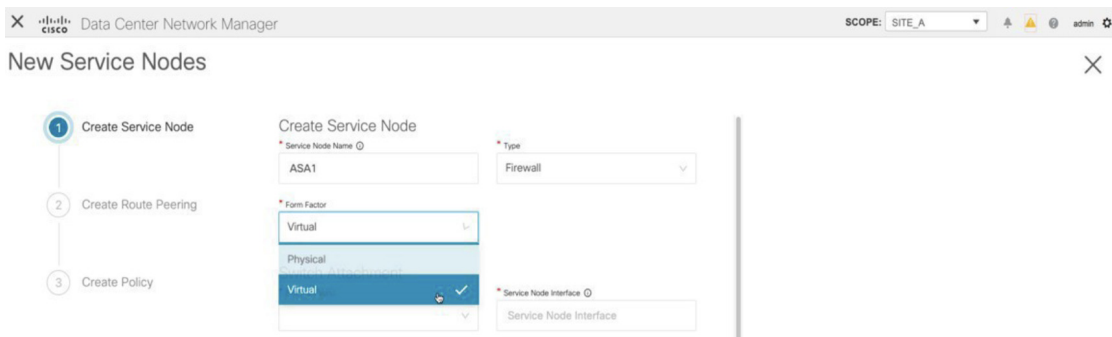 CISCO Data Center Network Manager SCOPE: SITE_A admin
New Service Nodes
1 Create Service Node
Create Service Node
* Service Node Name
* Type
ASA1
Firewall
2 Create Route Peering
* Form Factor
Virtual
Physical
Switch Attachment
3 Create Policy
Virtual
* Service Node Interface
Service Node Interface